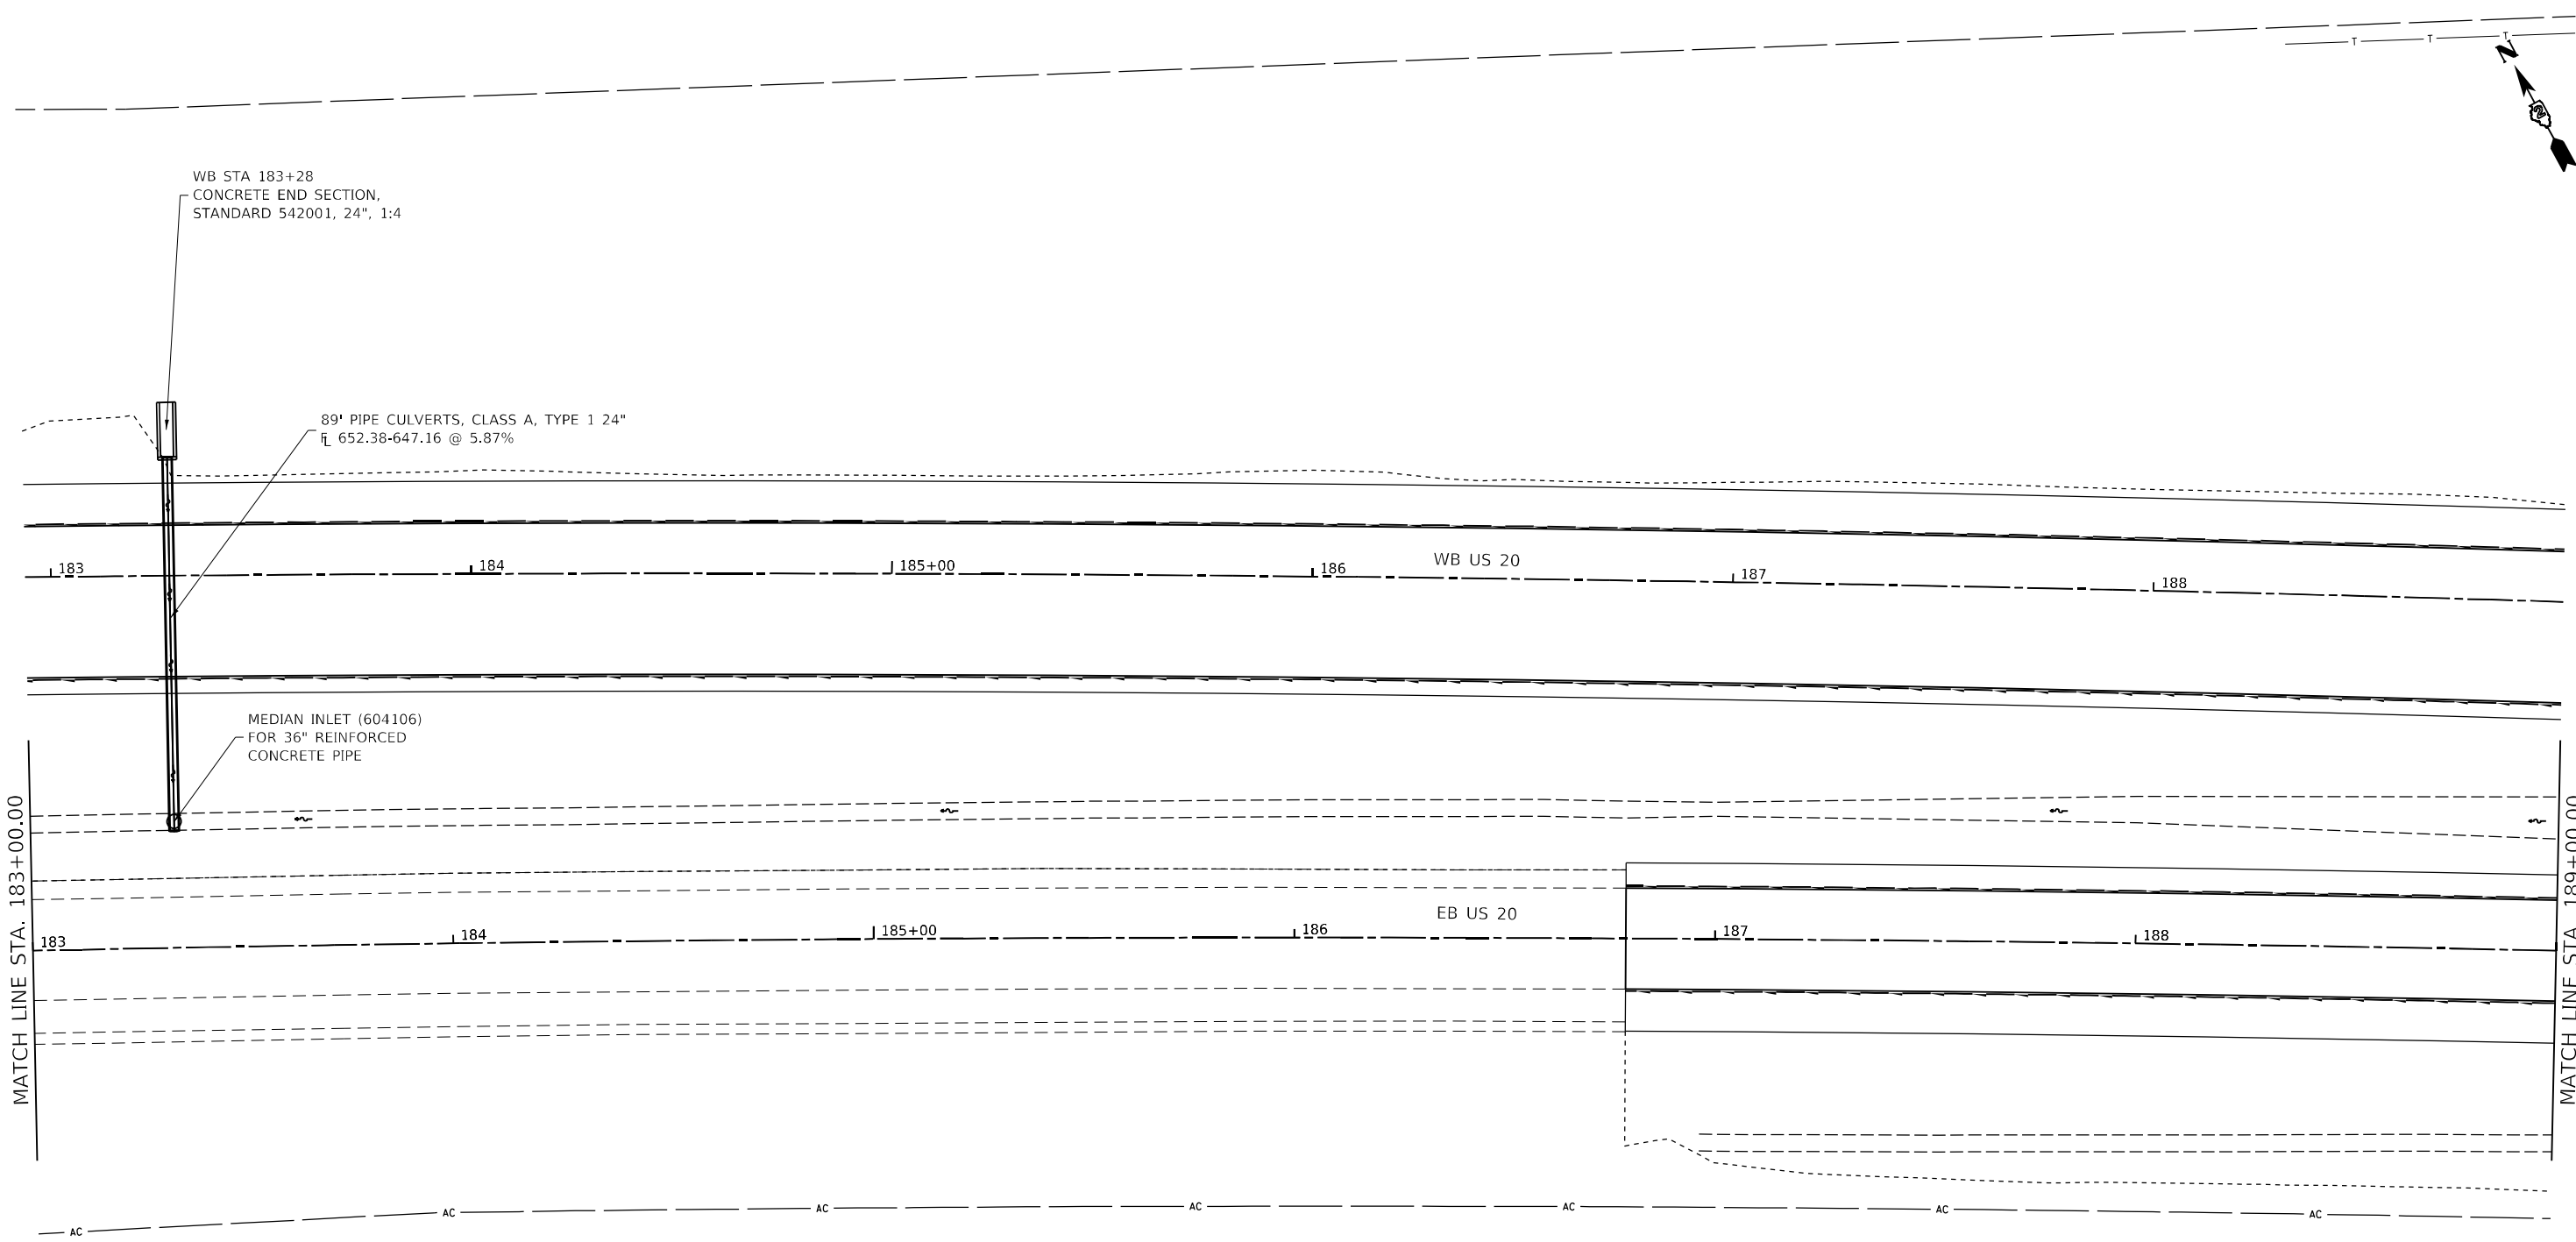 T T T
N
2
WB STA 183+28
CONCRETE END SECTION,
STANDARD 542001, 24", 1:4
89' PIPE CULVERTS, CLASS A, TYPE 1 24"
FL 652.38-647.16 @ 5.87%
183 184 185+00 186 WB US 20 187 188
MEDIAN INLET (604106)
FOR 36" REINFORCED
CONCRETE PIPE
MATCH LINE STA. 183+00.00
MATCH LINE STA. 189+00.00
EB US 20
183 184 185+00 186 187 188
AC AC AC AC AC AC AC